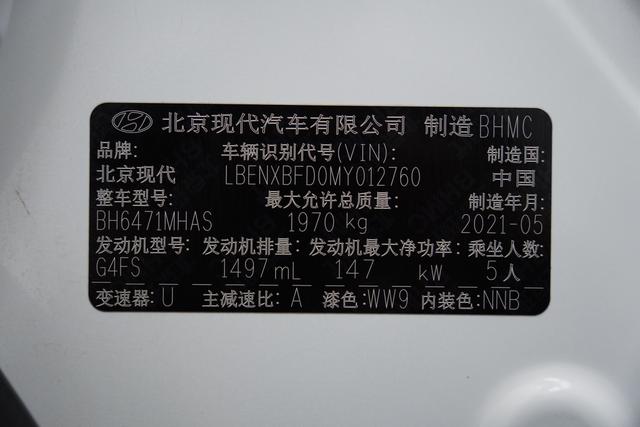 北京现代汽车有限公司 制造 BHMC
品牌: 车辆识别代号(VIN): 制造国:
北京现代 LBENXBFD0MY012760 中国
整车型号: 最大允许总质量: 制造年月:
BH6471MHAS 1970 kg 2021-05
发动机型号: 发动机排量: 发动机最大净功率: 乘坐人数:
G4FS 1497mL 147 kW 5人
变速器: U 主减速比: A 漆色: WW9 内装色: NNB